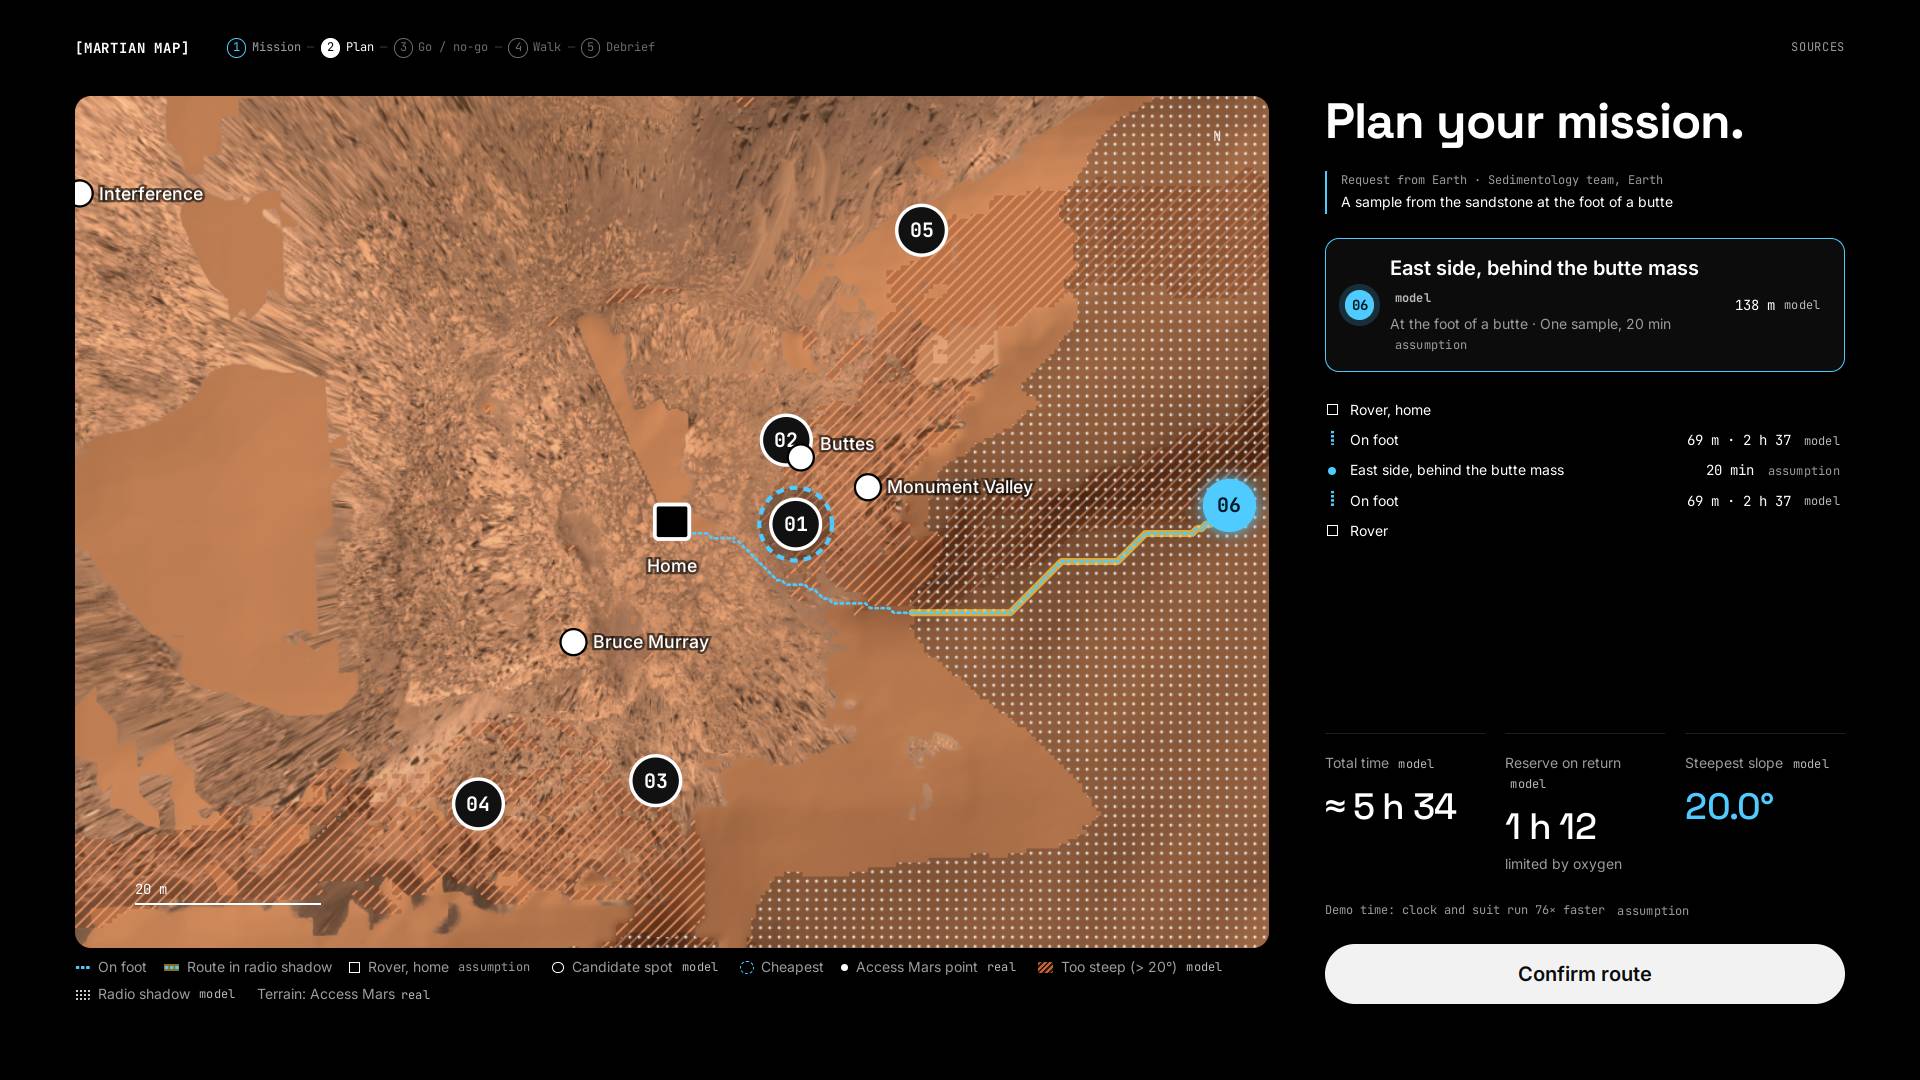 [MARTIAN MAP] 1 Mission — 2 Plan — 3 Go / no-go — 4 Walk — 5 Debrief SOURCES
N
Interference
05
02 Buttes
Monument Valley
06
01
Home
Bruce Murray
03
04
20 m
On foot Route in radio shadow Rover, home assumption Candidate spot model Cheapest Access Mars point real Too steep (> 20°) model
Radio shadow model Terrain: Access Mars real
Plan your mission.
Request from Earth · Sedimentology team, Earth
A sample from the sandstone at the foot of a butte
East side, behind the butte mass
model
06 138 m model
At the foot of a butte · One sample, 20 min
assumption
Rover, home
On foot 69 m · 2 h 37 model
East side, behind the butte mass 20 min assumption
On foot 69 m · 2 h 37 model
Rover
Total time model
≈ 5 h 34
Reserve on return
model
1 h 12
limited by oxygen
Steepest slope model
20.0°
Demo time: clock and suit run 76× faster assumption
Confirm route